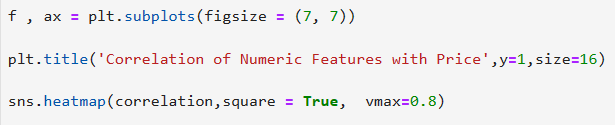 f , ax = plt.subplots(figsize = (7, 7))
plt.title('Correlation of Numeric Features with Price',y=1,size=16)
sns.heatmap(correlation,square = True,  vmax=0.8)